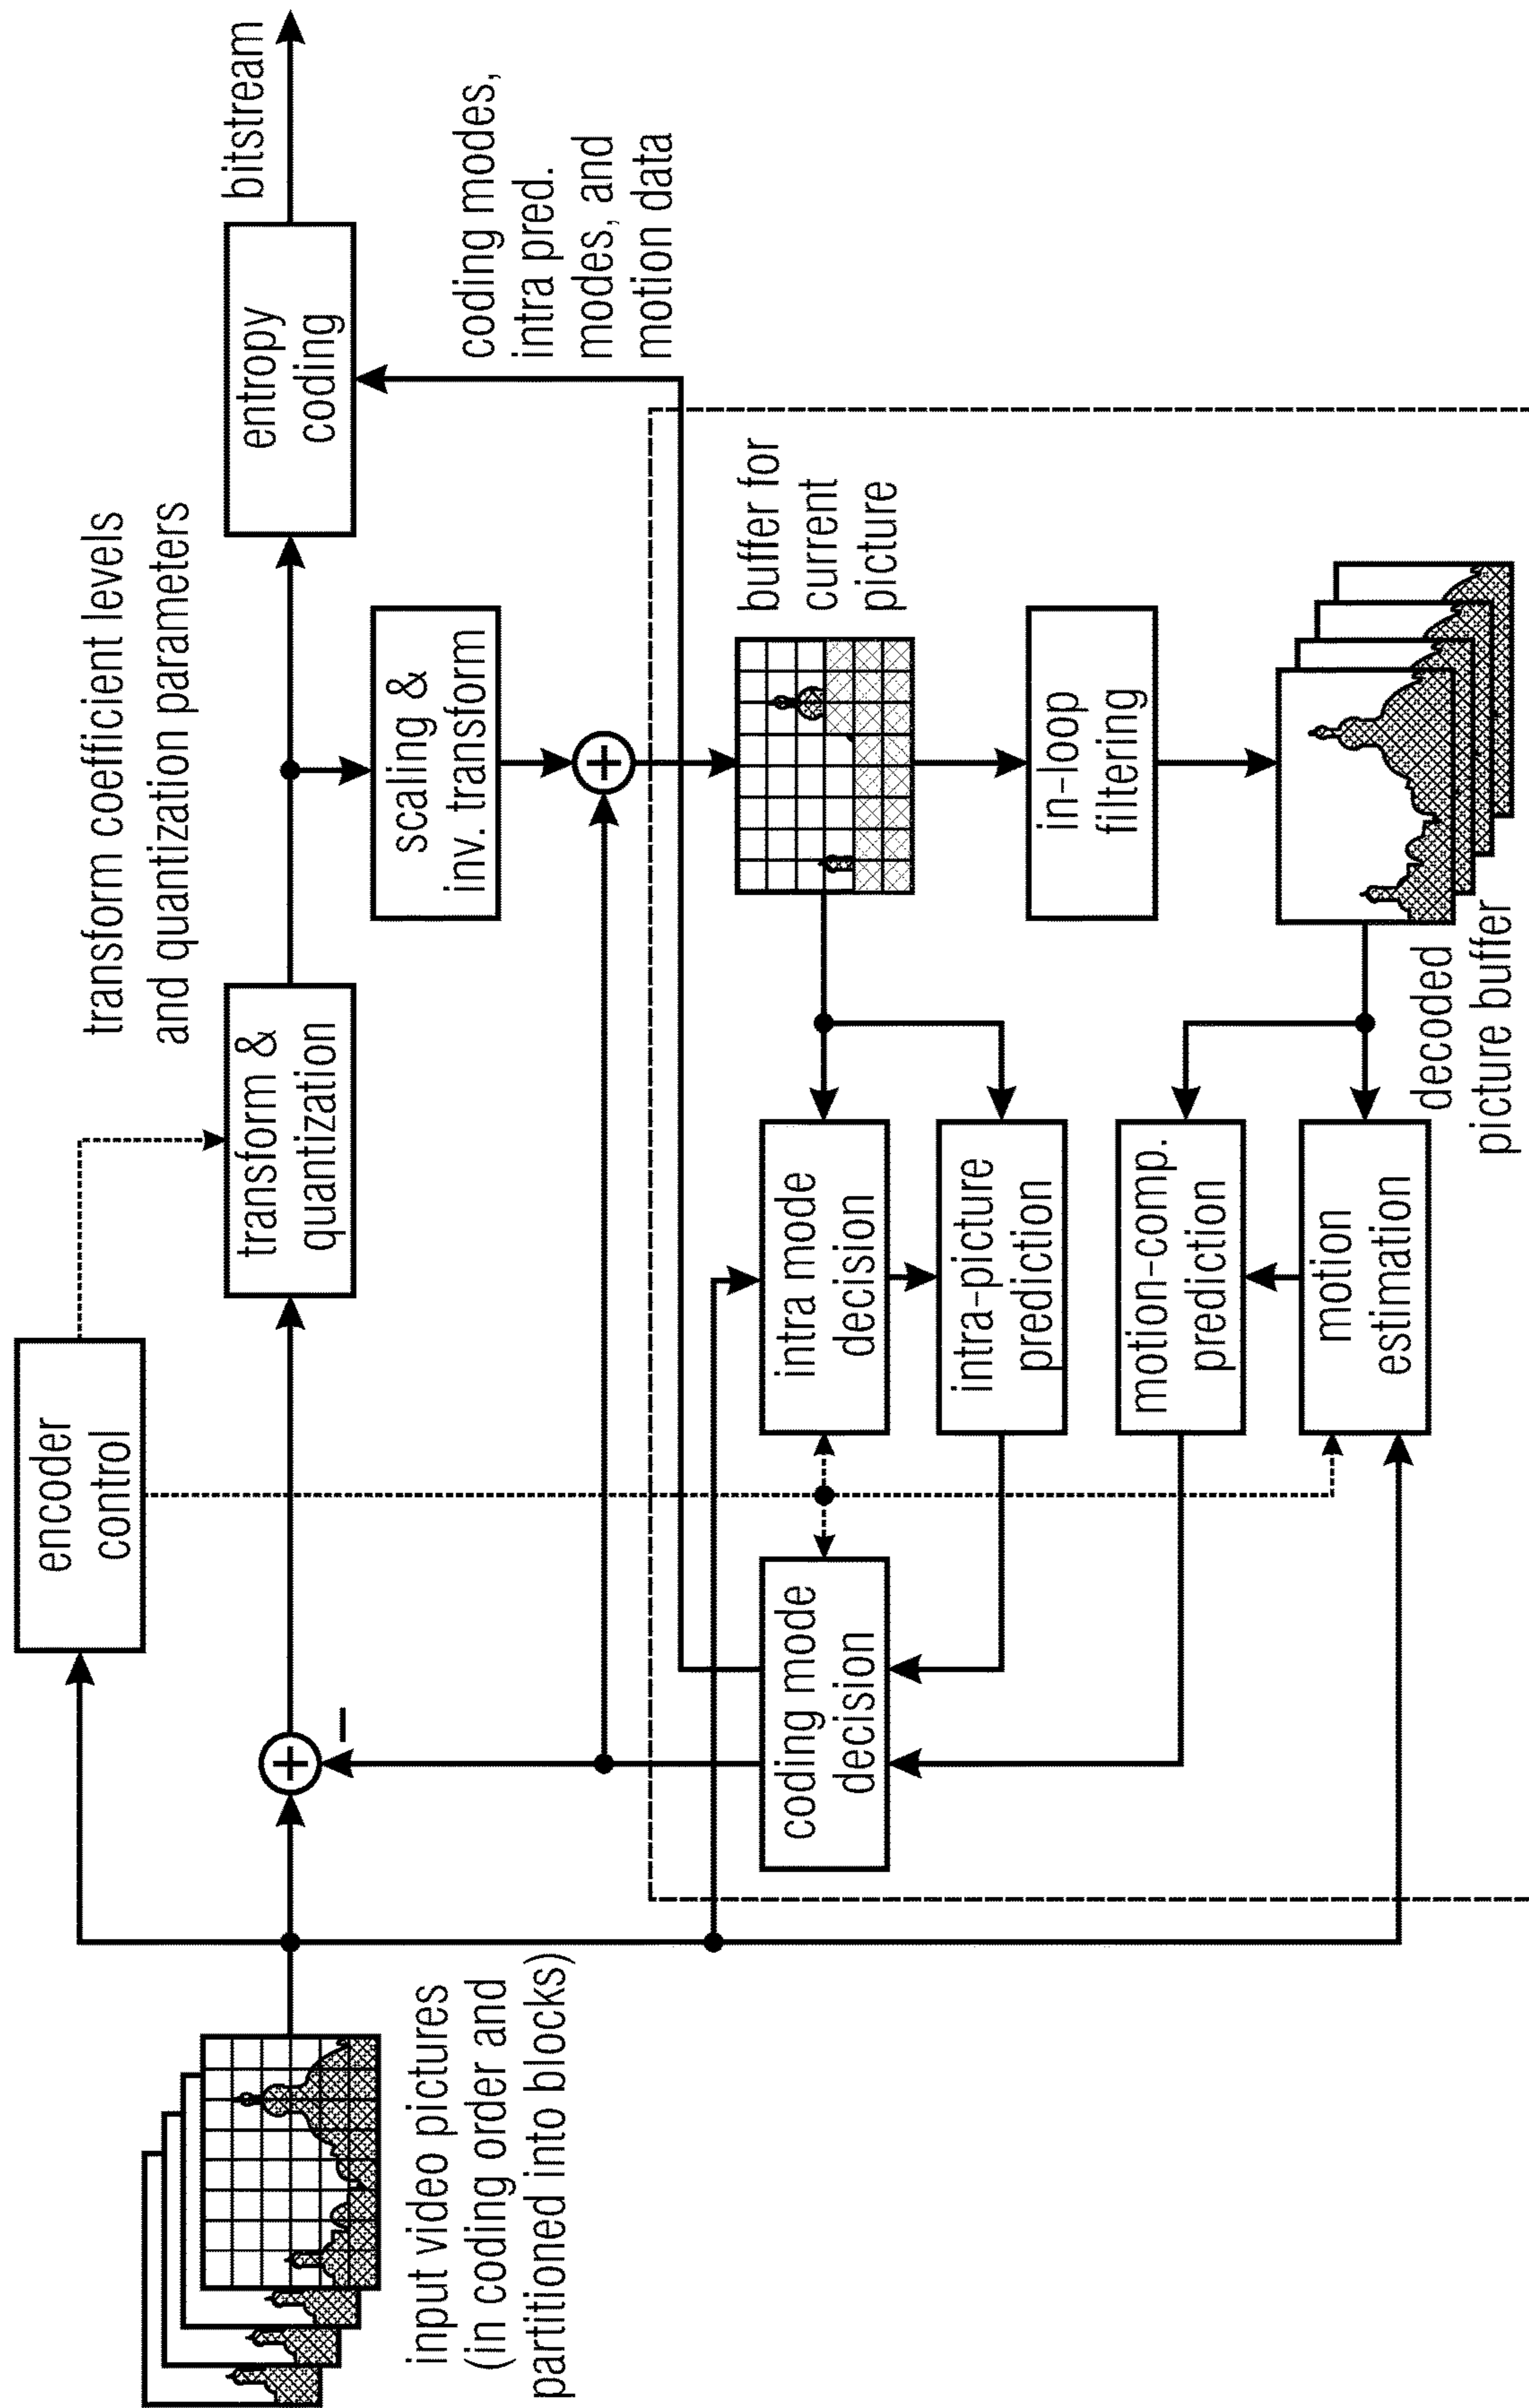 encoder
control
transform coefficient levels
and quantization parameters
bitstream
+
−
transform &
quantization
entropy
coding
input video pictures
(in coding order and
partitioned into blocks)
scaling &
inv. transform
coding modes,
intra pred.
modes, and
motion data
+
buffer for
current
picture
coding mode
decision
intra mode
decision
intra-picture
prediction
in-loop
filtering
motion-comp.
prediction
motion
estimation
decoded
picture buffer